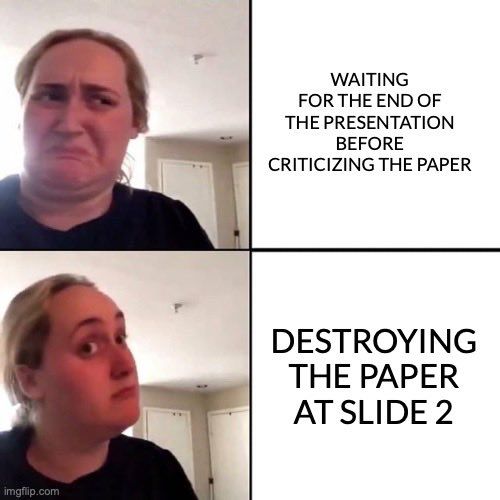 WAITING
FOR THE END OF
THE PRESENTATION
BEFORE
CRITICIZING THE PAPER
DESTROYING
THE PAPER
AT SLIDE 2
imgflip.com